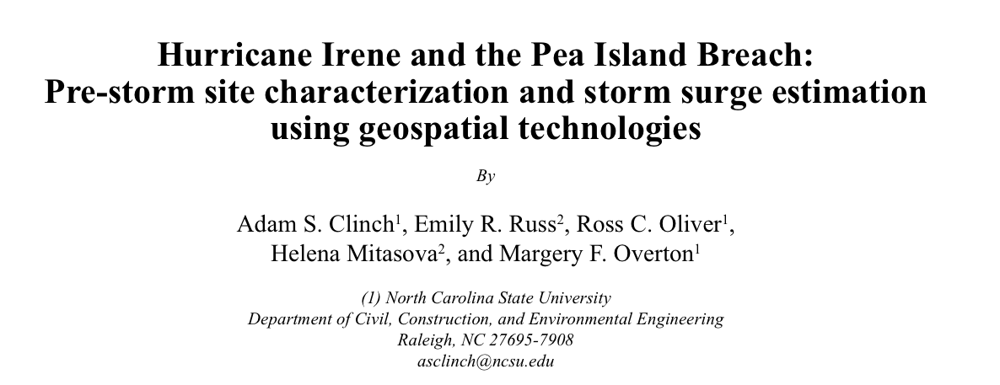 Hurricane Irene and the Pea Island Breach:
Pre-storm site characterization and storm surge estimation
using geospatial technologies
By
Adam S. Clinch¹, Emily R. Russ², Ross C. Oliver¹,
Helena Mitasova², and Margery F. Overton¹
(1) North Carolina State University
Department of Civil, Construction, and Environmental Engineering
Raleigh, NC 27695-7908
asclinch@ncsu.edu